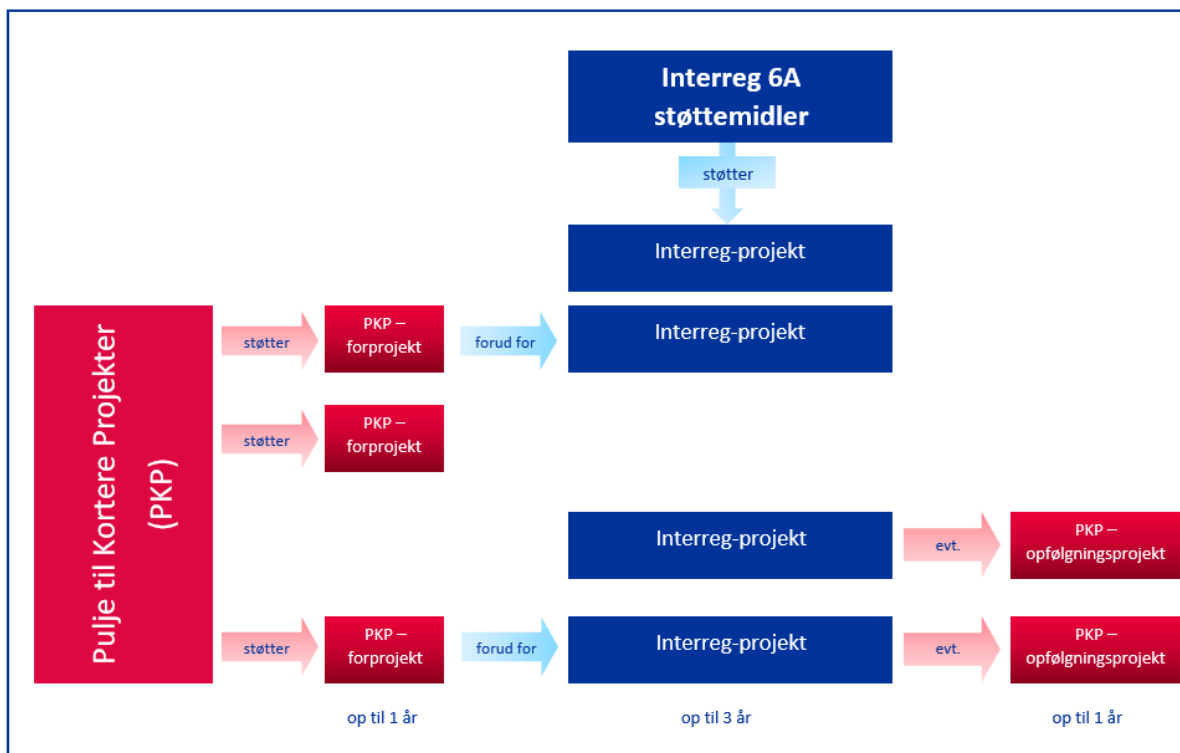 Interreg 6A
støttemidler
støtter
Interreg-projekt
Pulje til Kortere Projekter
(PKP)
støtter
PKP –
forprojekt
forud for
Interreg-projekt
støtter
PKP –
forprojekt
Interreg-projekt
evt.
PKP –
opfølgningsprojekt
støtter
PKP –
forprojekt
forud for
Interreg-projekt
evt.
PKP –
opfølgningsprojekt
op til 1 år
op til 3 år
op til 1 år